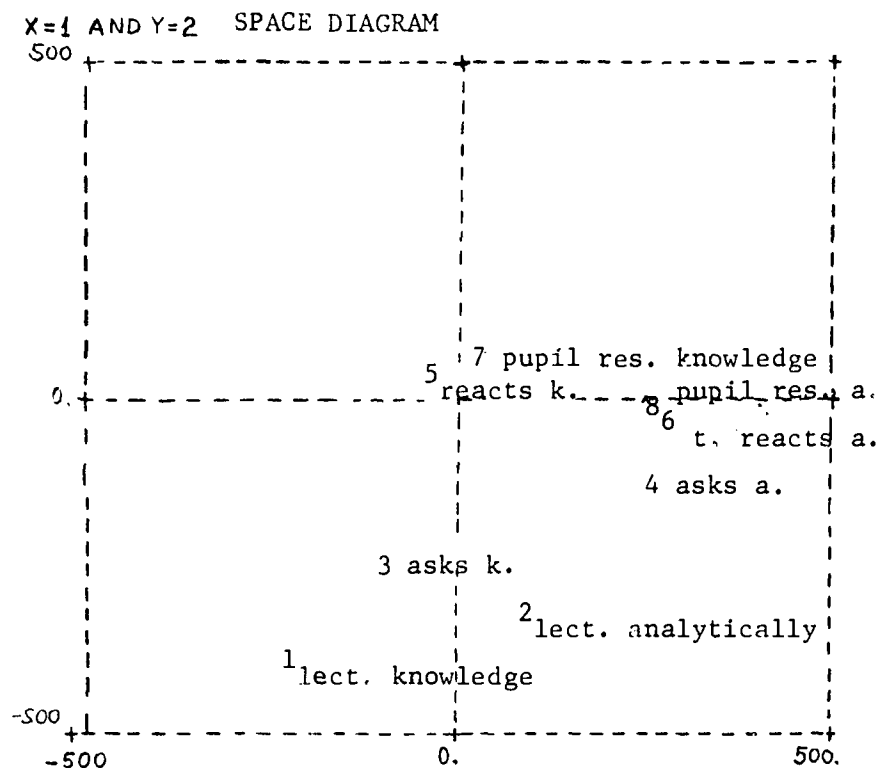 X=1 AND Y=2 SPACE DIAGRAM
500
7 pupil res. knowledge
5
reacts k.
0.
8 pupil res. a.
6
t. reacts a.
4 asks a.
3 asks k.
2
lect. analytically
1
lect. knowledge
-500
-500 0. 500.